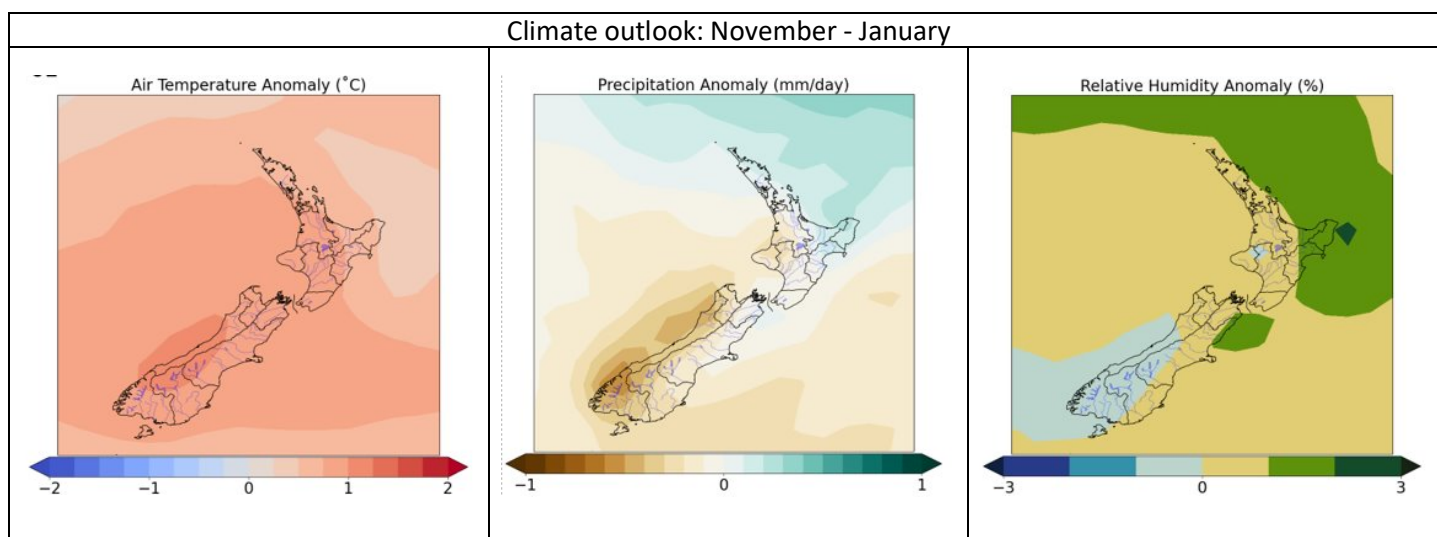 Climate outlook: November - January
Air Temperature Anomaly (˚C)
−2 −1 0 1 2
Precipitation Anomaly (mm/day)
−1 0 1
Relative Humidity Anomaly (%)
−3 0 3